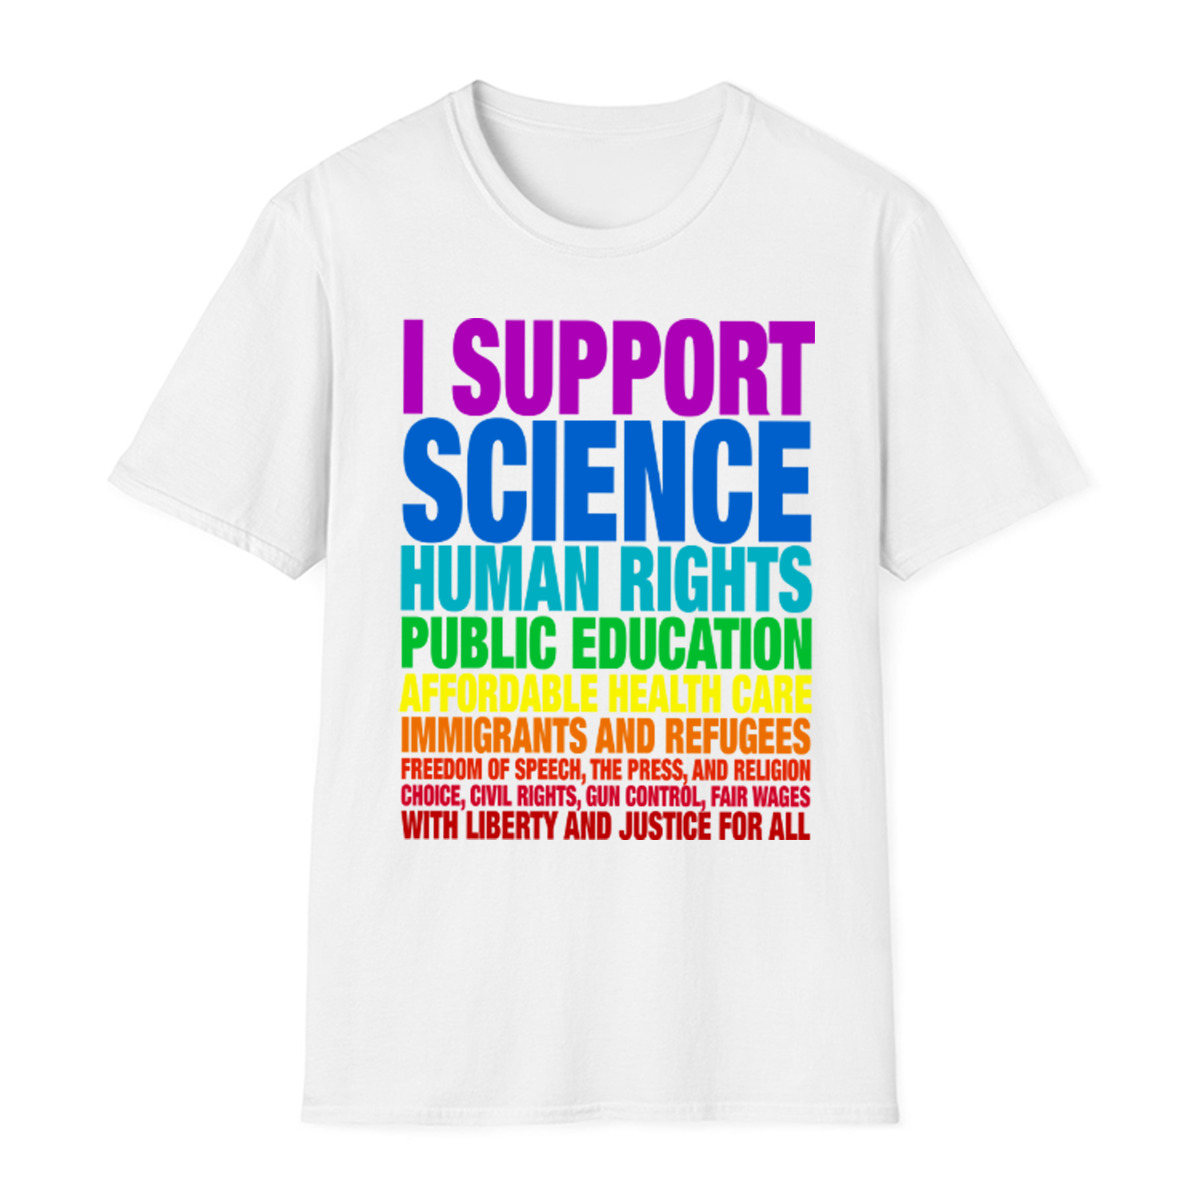 I SUPPORT
SCIENCE
HUMAN RIGHTS
PUBLIC EDUCATION
AFFORDABLE HEALTH CARE
IMMIGRANTS AND REFUGEES
FREEDOM OF SPEECH, THE PRESS, AND RELIGION
CHOICE, CIVIL RIGHTS, GUN CONTROL, FAIR WAGES
WITH LIBERTY AND JUSTICE FOR ALL